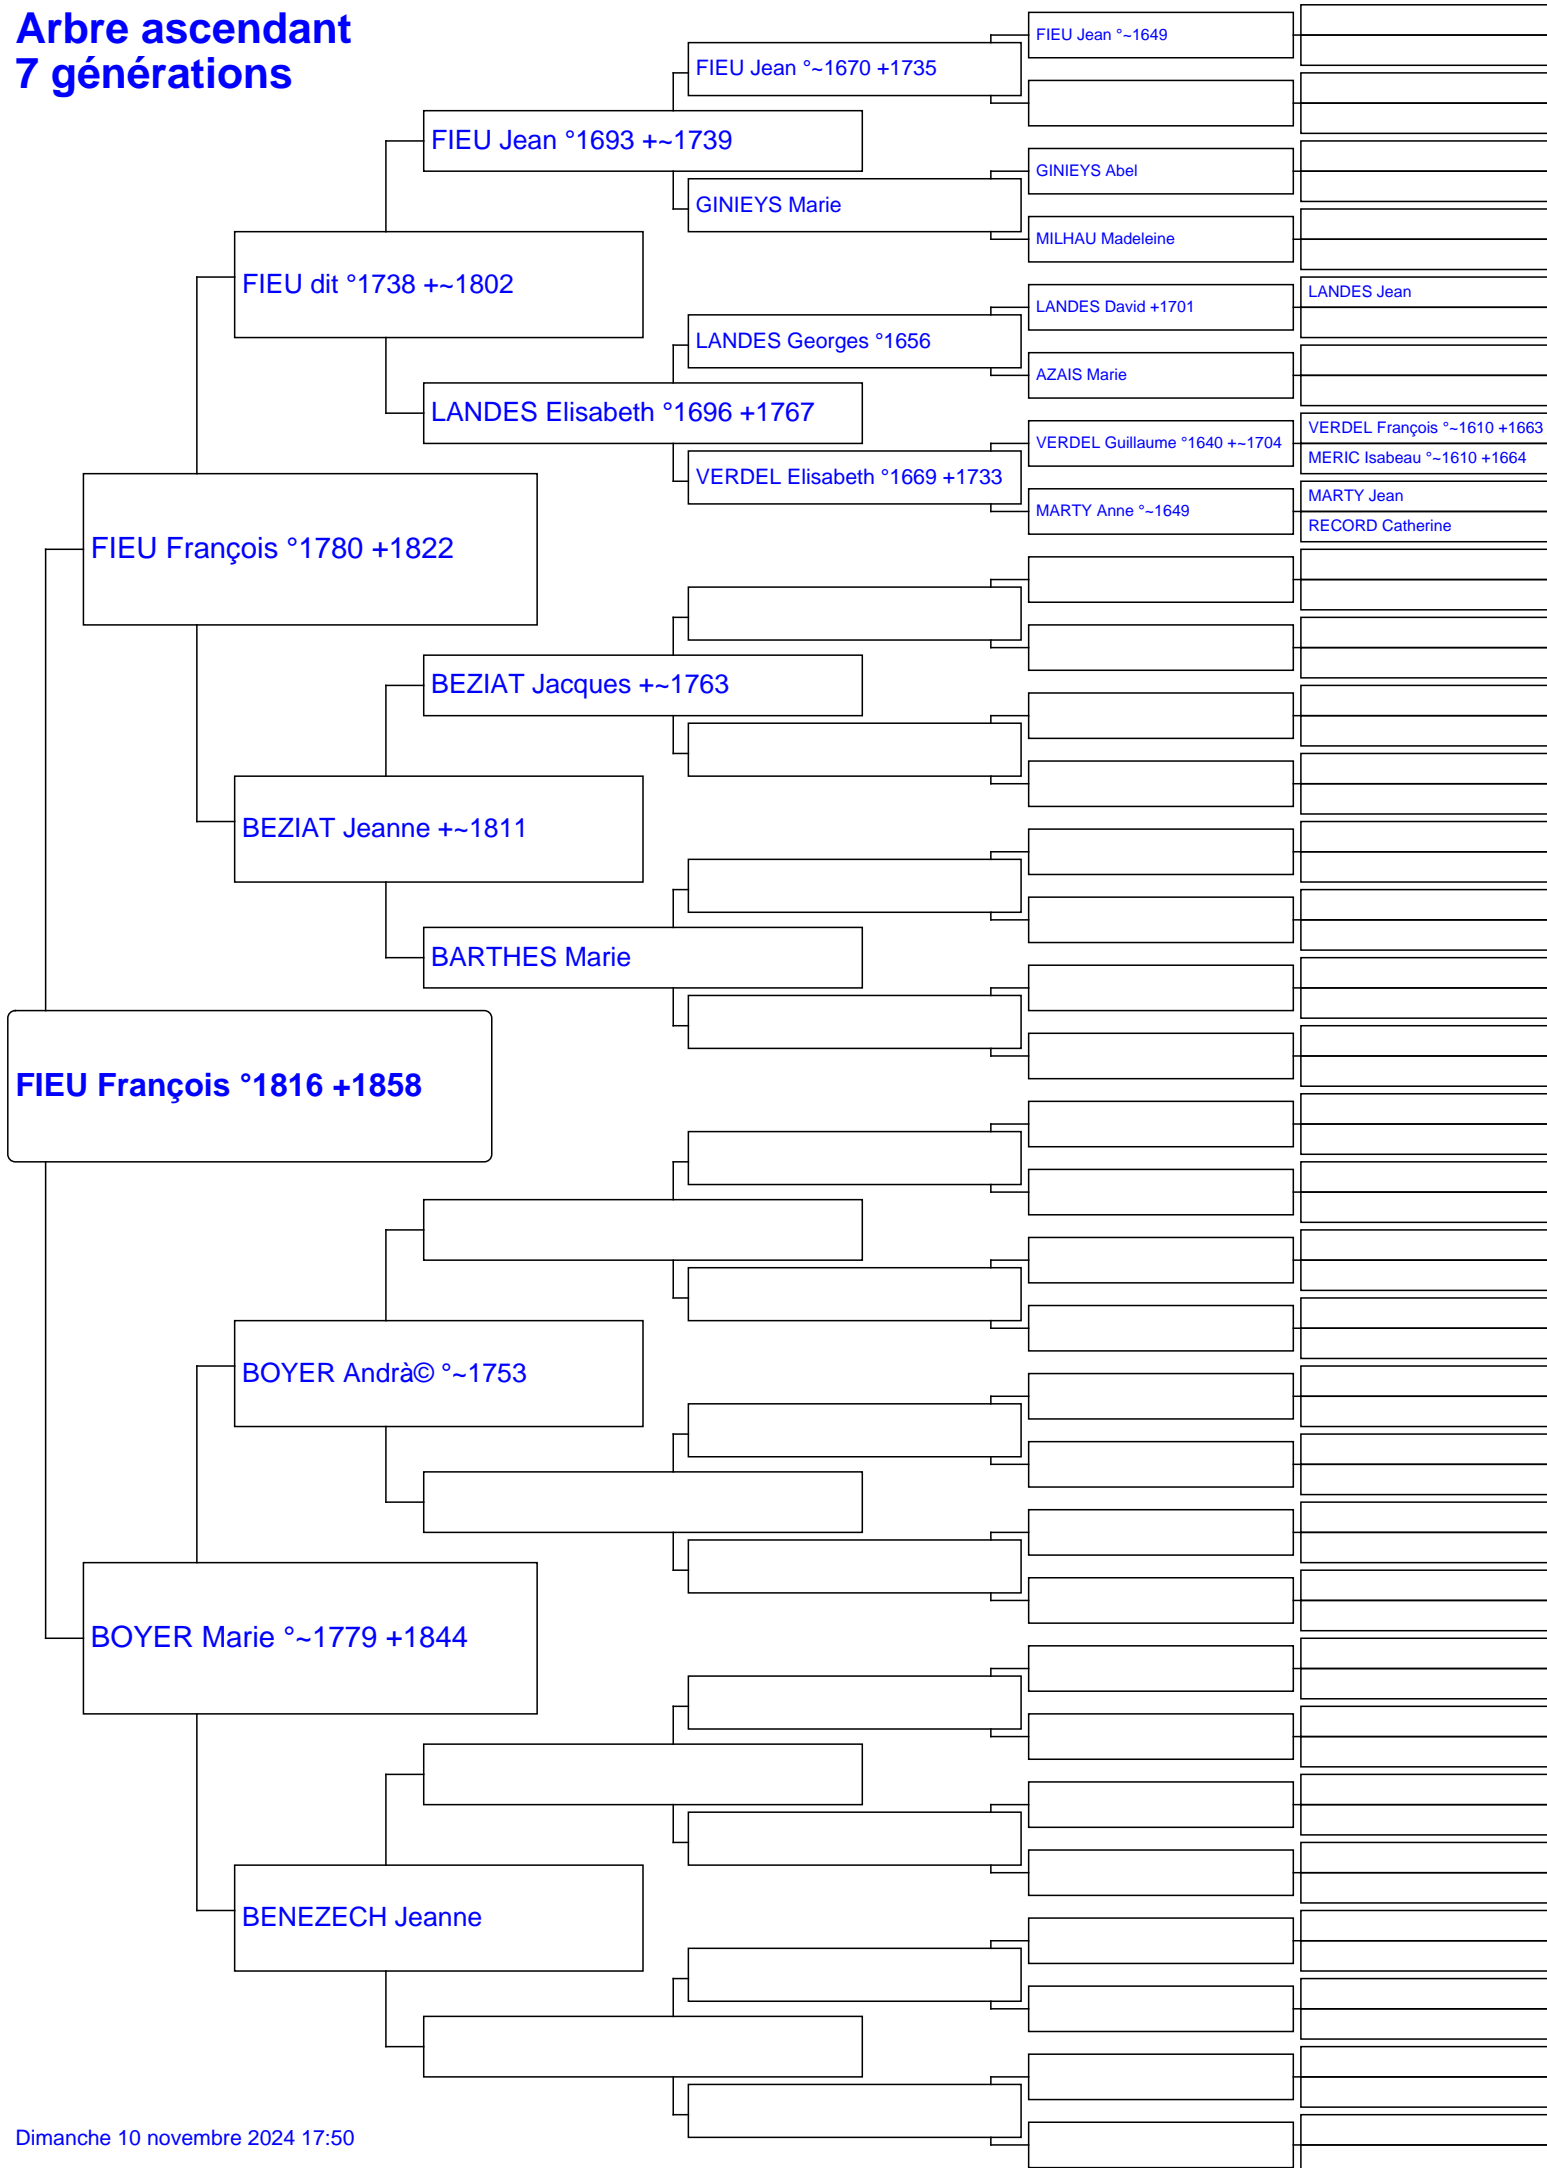 Arbre ascendant
7 générations
FIEU Jean °~1649
FIEU Jean °~1670 +1735
FIEU Jean °1693 +~1739
GINIEYS Abel
GINIEYS Marie
MILHAU Madeleine
FIEU dit °1738 +~1802
LANDES Jean
LANDES David +1701
LANDES Georges °1656
AZAIS Marie
LANDES Elisabeth °1696 +1767
VERDEL François °~1610 +1663
VERDEL Guillaume °1640 +~1704
MERIC Isabeau °~1610 +1664
VERDEL Elisabeth °1669 +1733
MARTY Jean
MARTY Anne °~1649
RECORD Catherine
FIEU François °1780 +1822
BEZIAT Jacques +~1763
BEZIAT Jeanne +~1811
BARTHES Marie
FIEU François °1816 +1858
BOYER Andrà© °~1753
BOYER Marie °~1779 +1844
BENEZECH Jeanne
Dimanche 10 novembre 2024 17:50